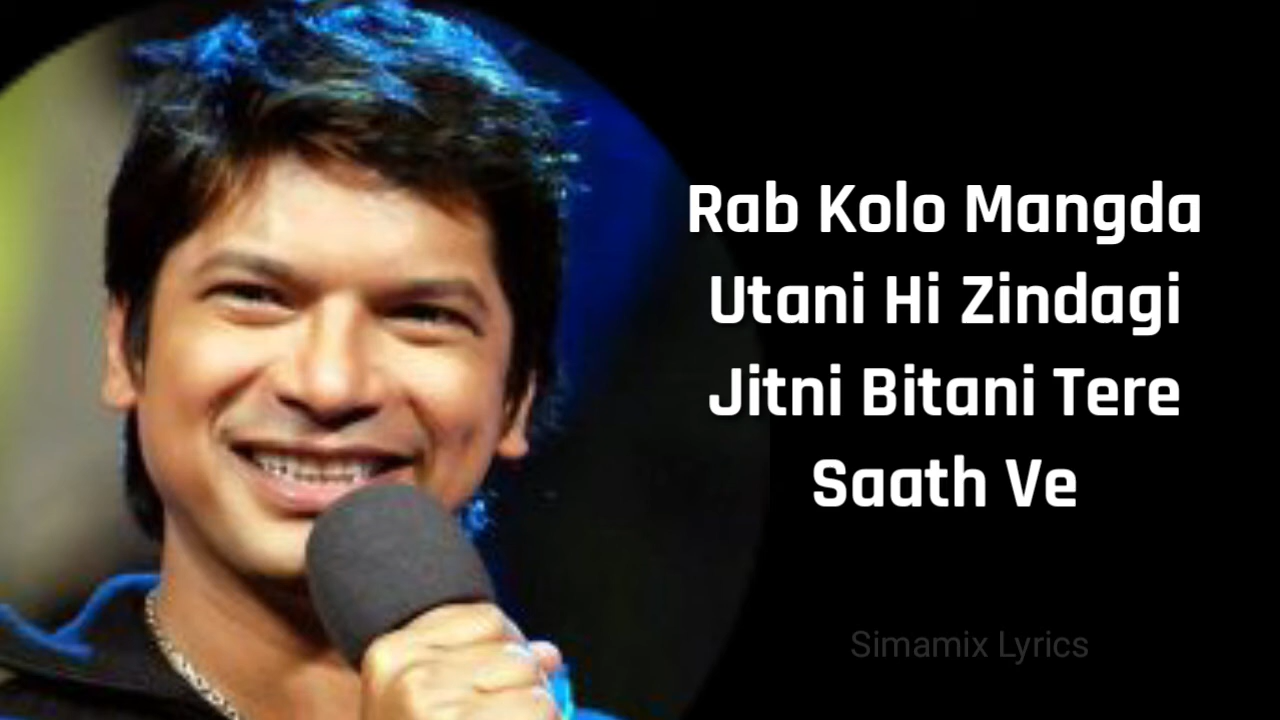 Rab Kolo Mangda
Utani Hi Zindagi
Jitni Bitani Tere
Saath Ve
Simamix Lyrics